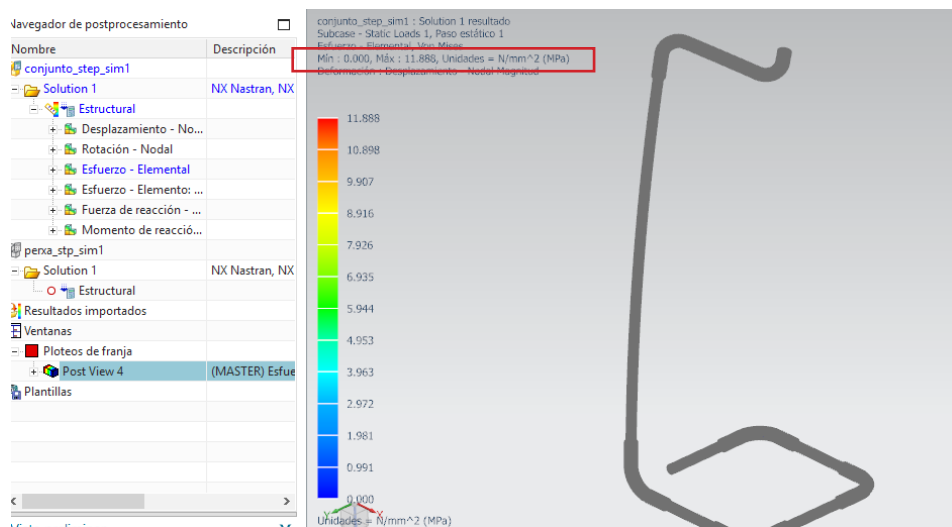 Navegador de postprocesamiento
Nombre Descripción
conjunto_step_sim1
Solution 1 NX Nastran, NX
Estructural
Desplazamiento - No...
Rotación - Nodal
Esfuerzo - Elemental
Esfuerzo - Elemento: ...
Fuerza de reacción - ...
Momento de reacció...
perxa_stp_sim1
Solution 1 NX Nastran, NX
Estructural
Resultados importados
Ventanas
Ploteos de franja
Post View 4 (MASTER) Esfue
Plantillas
conjunto_step_sim1 : Solution 1 resultado
Subcase - Static Loads 1, Paso estático 1
Esfuerzo - Elemental, Von Mises
Mín : 0.000, Máx : 11.888, Unidades = N/mm^2 (MPa)
Deformación : Desplazamiento - Nodal Magnitud
11.888
10.898
9.907
8.916
7.926
6.935
5.944
4.953
3.963
2.972
1.981
0.991
0.000
Y X
Unidades = N/mm^2 (MPa)